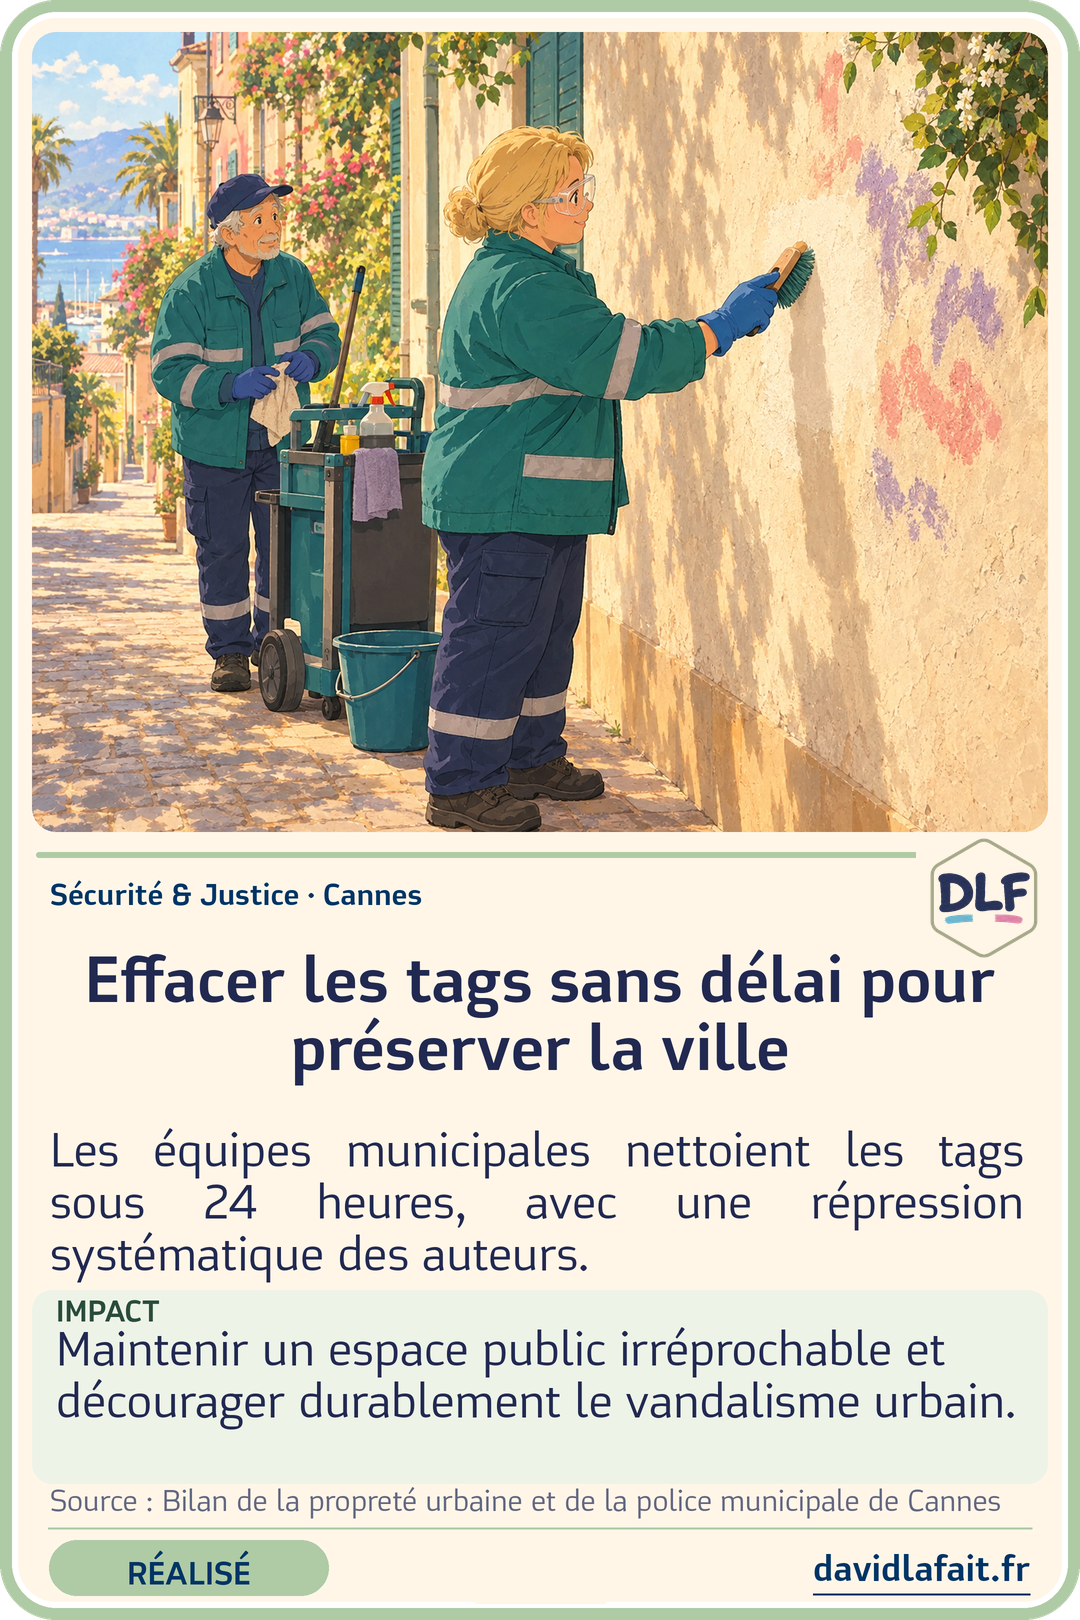 Sécurité & Justice · Cannes
DLF
Effacer les tags sans délai pour
préserver la ville
Les équipes municipales nettoient les tags
sous 24 heures, avec une répression
systématique des auteurs.
IMPACT
Maintenir un espace public irréprochable et
décourager durablement le vandalisme urbain.
Source : Bilan de la propreté urbaine et de la police municipale de Cannes
RÉALISÉ
davidlafait.fr